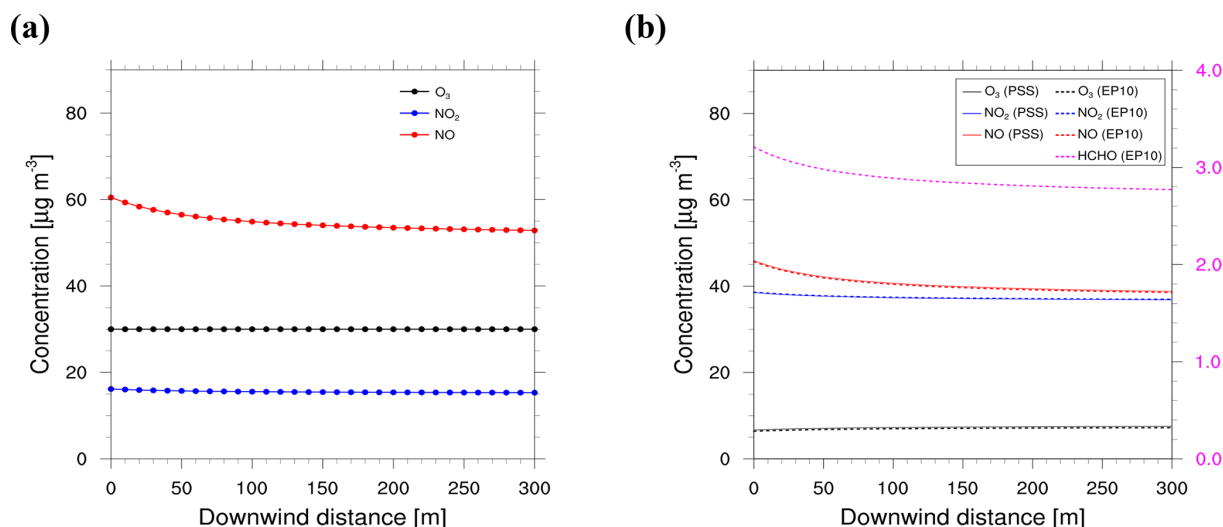 (a)
(b)
Concentration [µg m⁻³]
80
60
40
20
0
O₃
NO₂
NO
0 50 100 150 200 250 300
Downwind distance [m]
Concentration [µg m⁻³]
80
60
40
20
0
O₃ (PSS) O₃ (EP10)
NO₂ (PSS) NO₂ (EP10)
NO (PSS) NO (EP10)
HCHO (EP10)
4.0
3.0
2.0
1.0
0.0
0 50 100 150 200 250 300
Downwind distance [m]